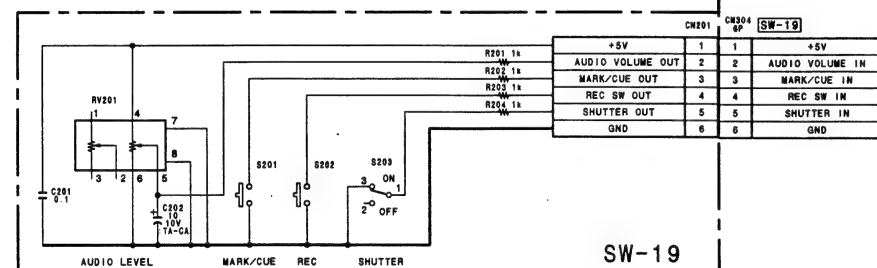 CN201
CN304
6P
SW-19
+5V 1 1 +5V
AUDIO VOLUME OUT 2 2 AUDIO VOLUME IN
MARK/CUE OUT 3 3 MARK/CUE IN
REC SW OUT 4 4 REC SW IN
SHUTTER OUT 5 5 SHUTTER IN
GND 6 6 GND
R201 1k
R202 1k
R203 1k
R204 1k
RV201
1 4 7
8
3 2 6 5
C201
0.1
C202
10
10V
TA-CA
S201
S202
S203
ON
3 1
2 OFF
AUDIO LEVEL MARK/CUE REC SHUTTER
SW-19